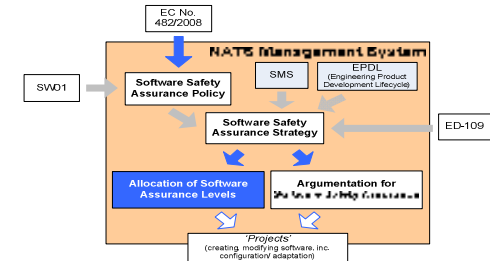 EC No.
482/2008
NATS Management System
SW01
Software Safety
Assurance Policy
SMS
EPDL
(Engineering Product
Development Lifecycle)
Software Safety
Assurance Strategy
ED-109
Allocation of Software
Assurance Levels
Argumentation for
'Projects'
(creating, modifying software, inc.
configuration/ adaptation)